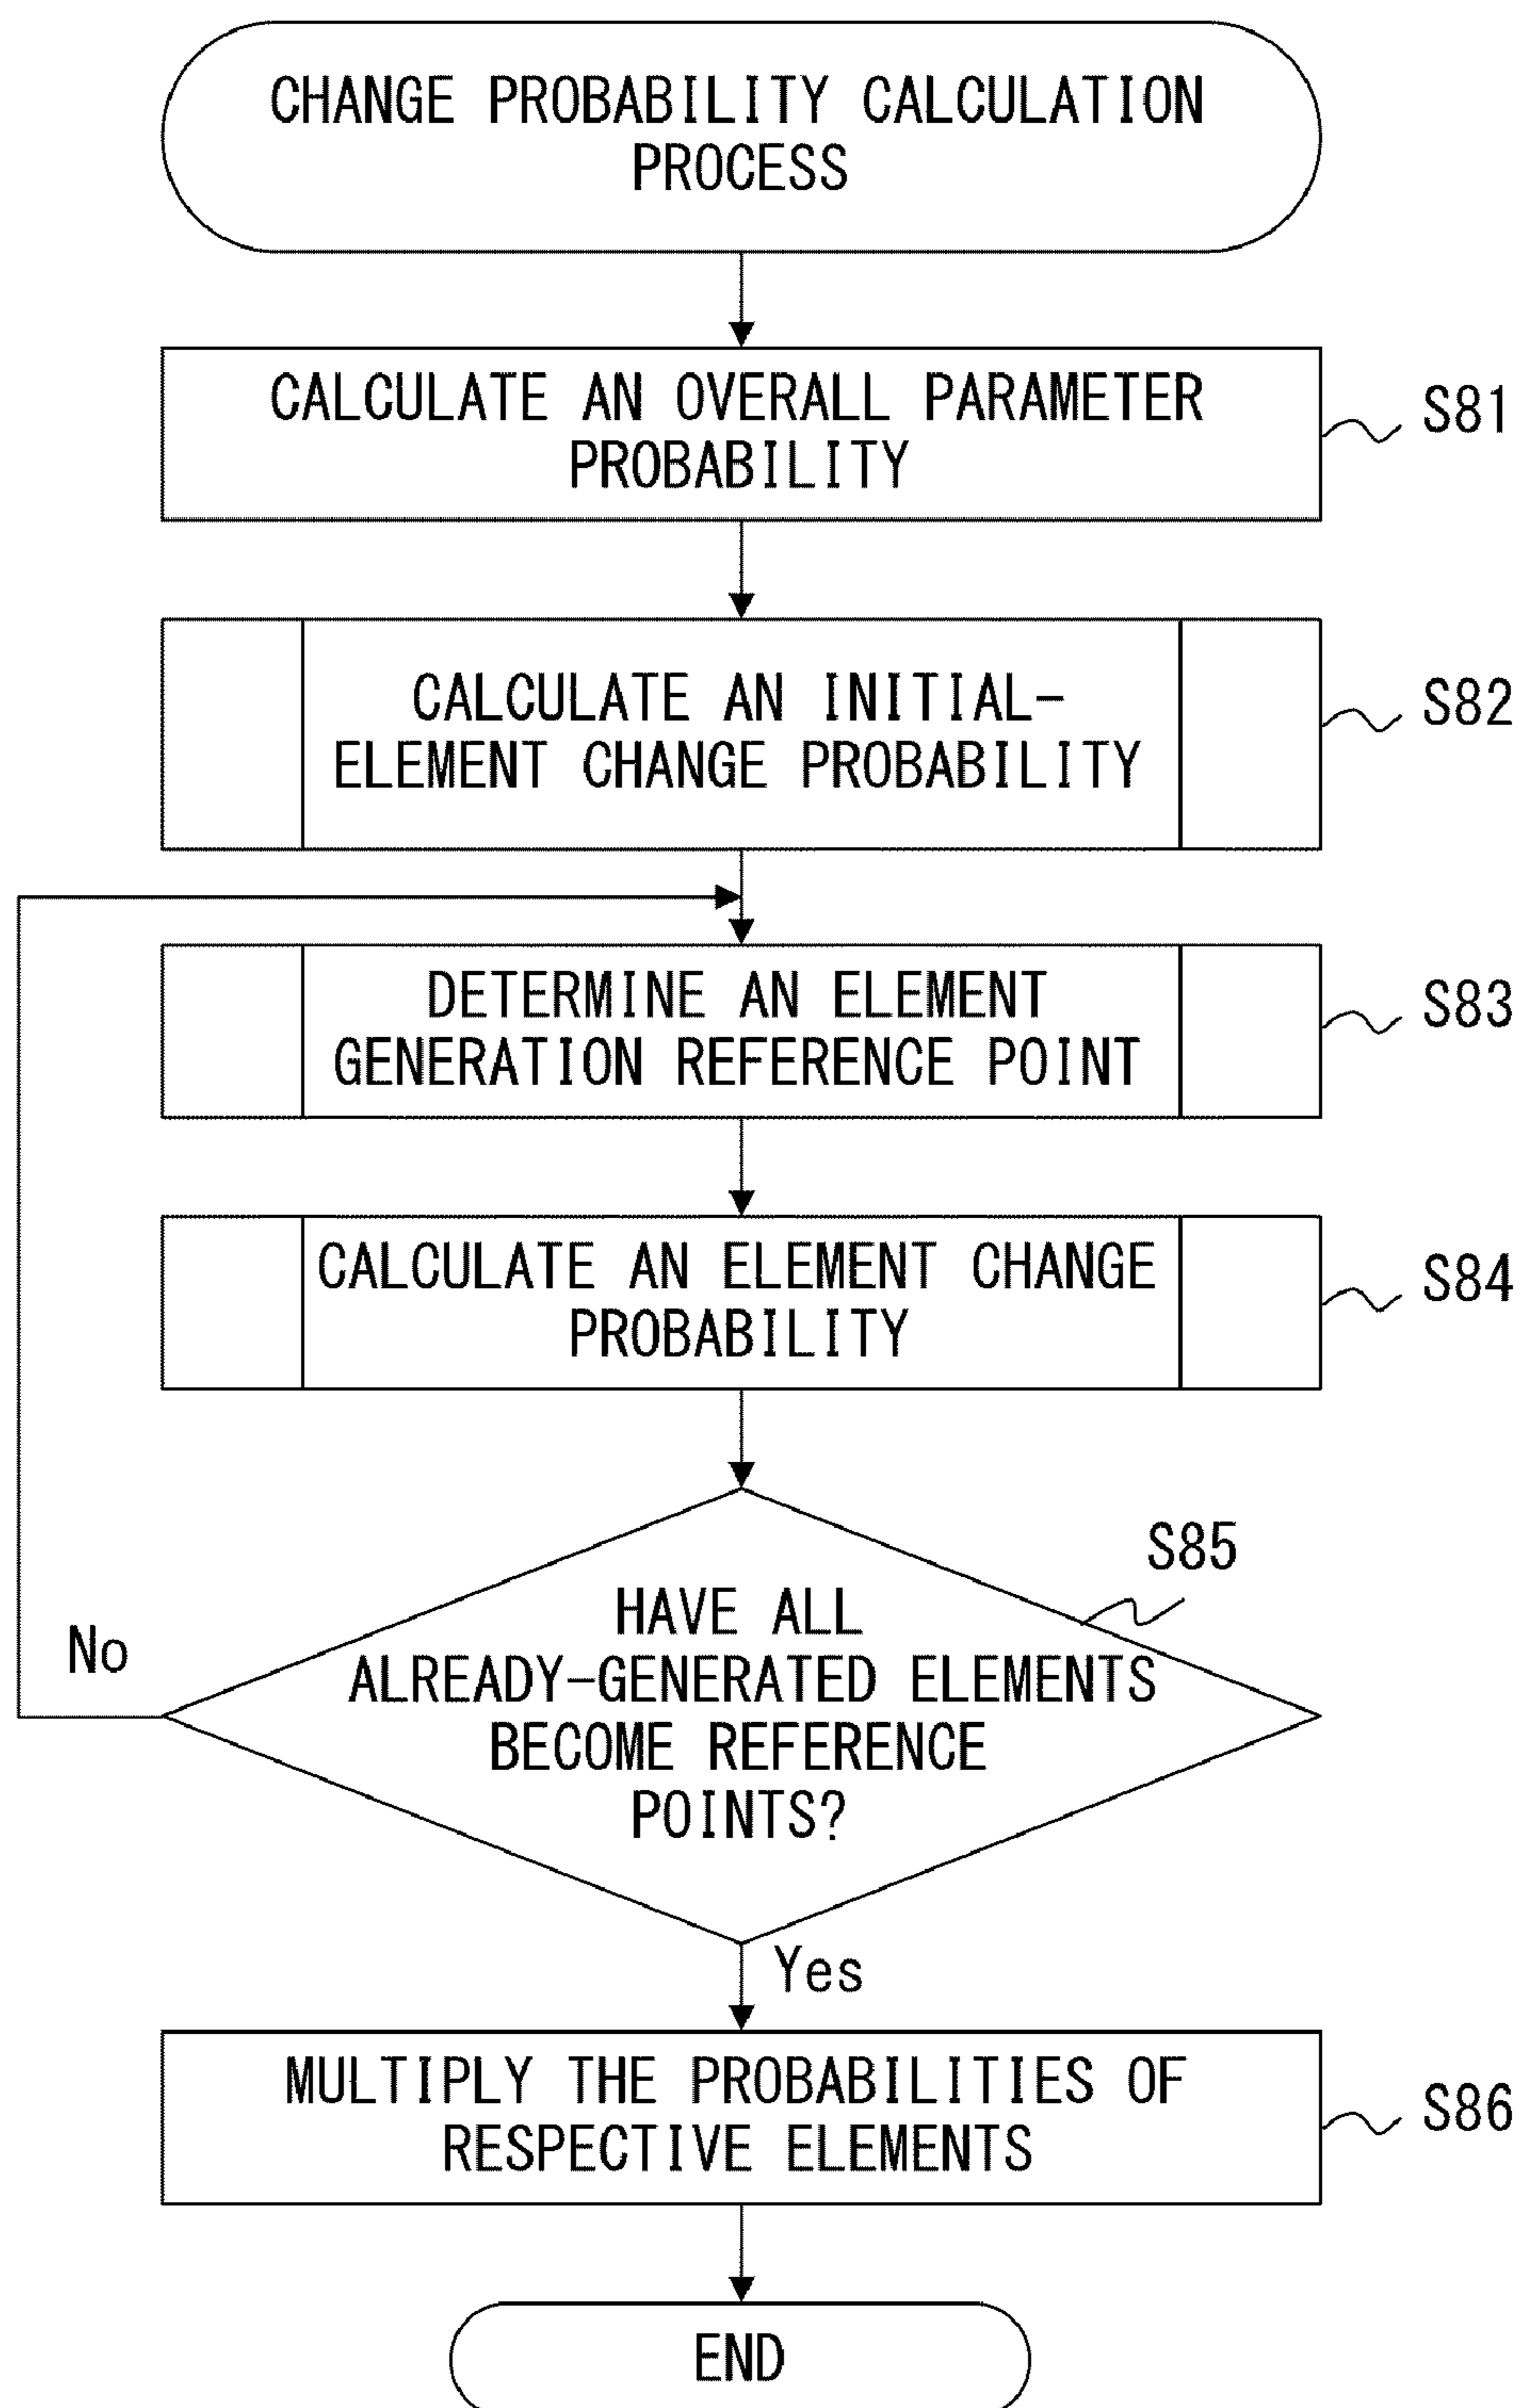 CHANGE PROBABILITY CALCULATION
PROCESS
CALCULATE AN OVERALL PARAMETER
PROBABILITY
S81
CALCULATE AN INITIAL-
ELEMENT CHANGE PROBABILITY
S82
DETERMINE AN ELEMENT
GENERATION REFERENCE POINT
S83
CALCULATE AN ELEMENT CHANGE
PROBABILITY
S84
S85
HAVE ALL
ALREADY-GENERATED ELEMENTS
BECOME REFERENCE
POINTS?
No
Yes
MULTIPLY THE PROBABILITIES OF
RESPECTIVE ELEMENTS
S86
END